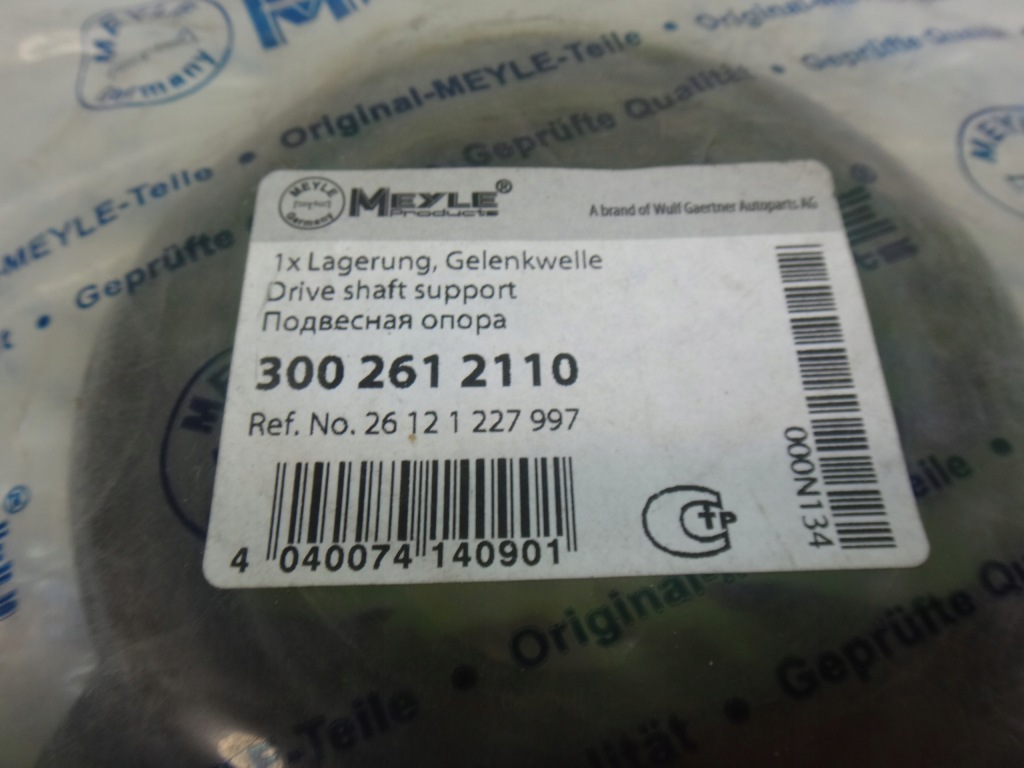 MEYLE
Germany
Original-MEYLE-Teile
Geprüfte Qualität
MEYLE-Teile
Geprüfte
MEYLE
Germany
MEYLE®
Products
A brand of Wulf Gaertner Autoparts AG
1x Lagerung, Gelenkwelle
Drive shaft support
Подвесная опора
300 261 2110
Ref. No. 26 12 1 227 997
4 040074 140901
000N134
Original
Geprüfte